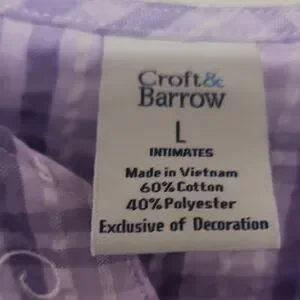 Croft&
Barrow
L
INTIMATES
Made in Vietnam
60% Cotton
40% Polyester
Exclusive of Decoration